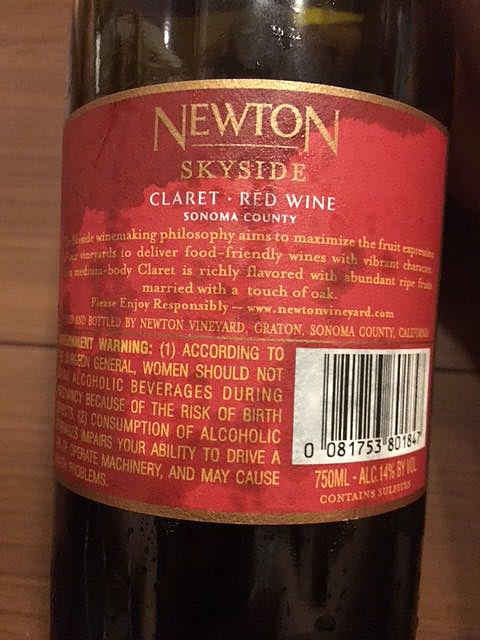 NEWTON
SKYSIDE
CLARET · RED WINE
SONOMA COUNTY
Skyside winemaking philosophy aims to maximize the fruit expression
our vineyards to deliver food-friendly wines with vibrant character.
medium-body Claret is richly flavored with abundant ripe fruits
married with a touch of oak.
Please Enjoy Responsibly — www.newtonvineyard.com
AND BOTTLED BY NEWTON VINEYARD, GRATON, SONOMA COUNTY, CALIFORNIA
WARNING: (1) ACCORDING TO
SURGEON GENERAL, WOMEN SHOULD NOT
ALCOHOLIC BEVERAGES DURING
BECAUSE OF THE RISK OF BIRTH
(2) CONSUMPTION OF ALCOHOLIC
IMPAIRS YOUR ABILITY TO DRIVE A
OPERATE MACHINERY, AND MAY CAUSE
PROBLEMS.
0 081753 801847
750ML - ALC.14% BY VOL
CONTAINS SULFITES